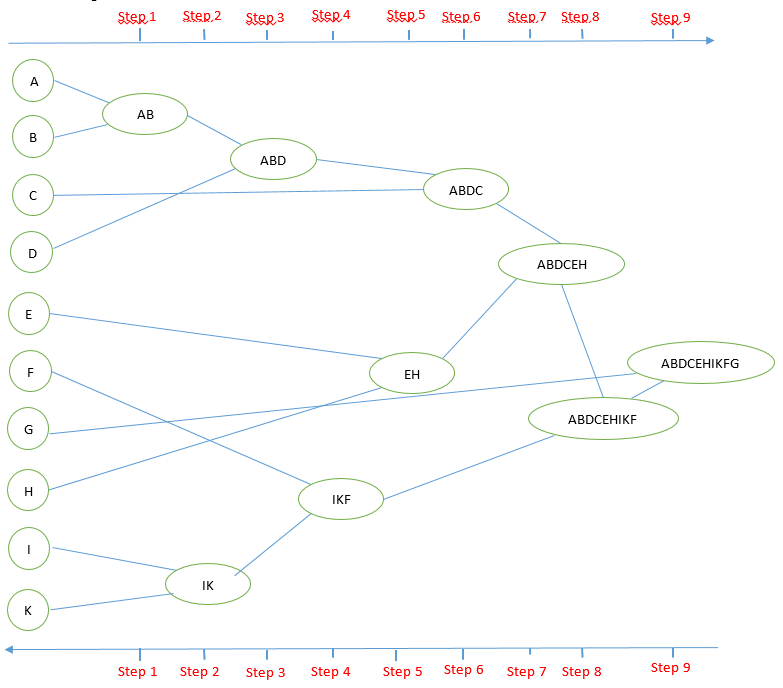 Step 1 Step 2 Step 3 Step 4 Step 5 Step 6 Step 7 Step 8 Step 9
A
AB
B
ABD
C
ABDC
D
ABDCEH
E
ABDCEHIKFG
F
EH
G
ABDCEHIKF
H
IKF
I
IK
K
Step 1 Step 2 Step 3 Step 4 Step 5 Step 6 Step 7 Step 8 Step 9